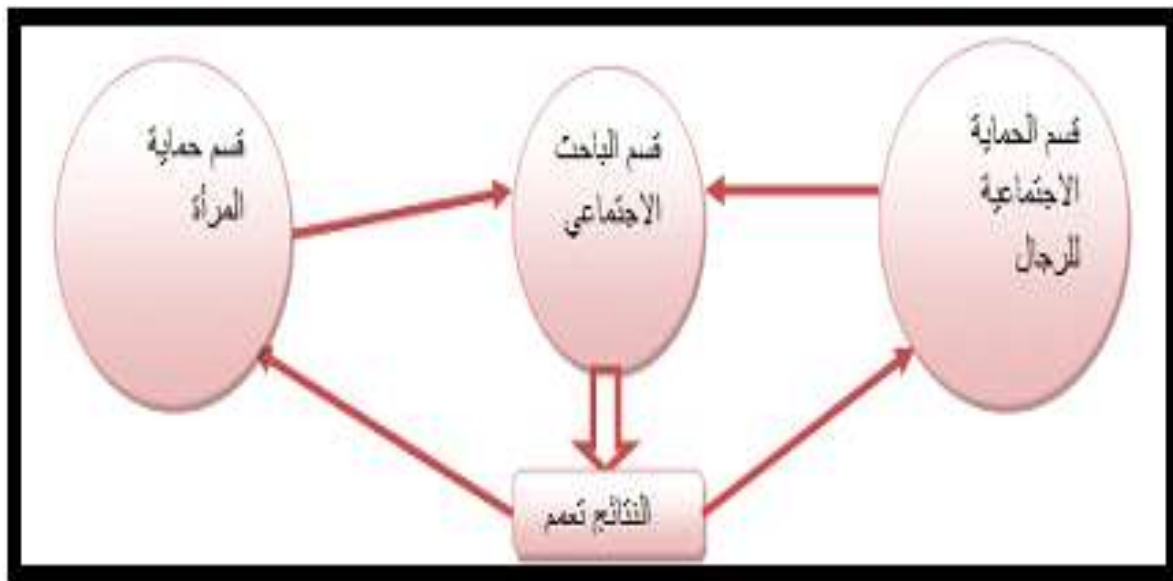 قسم الحماية
الاجتماعية
للرجال
قسم الباحث
الاجتماعي
قسم حماية
المرأة
النتائج تعمم